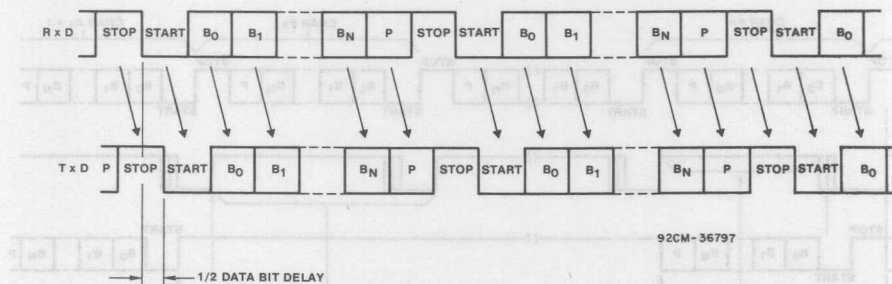 R x D STOP START B0 B1 BN P STOP START B0 B1 BN P STOP START B0
T x D P STOP START B0 B1 BN P STOP START B0 B1 BN P STOP START B0
92CM-36797
1/2 DATA BIT DELAY